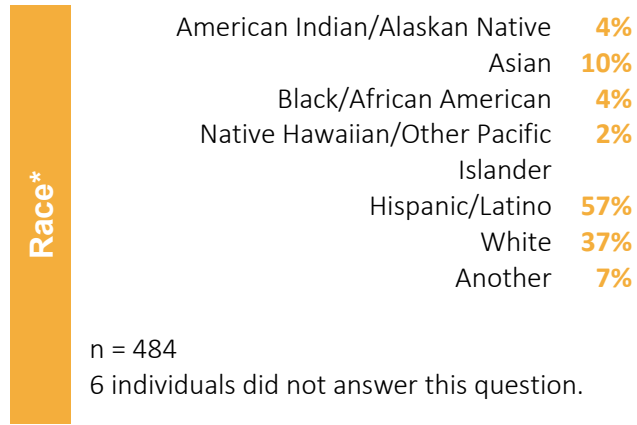 Race*
American Indian/Alaskan Native 4%
Asian 10%
Black/African American 4%
Native Hawaiian/Other Pacific 2%
Islander
Hispanic/Latino 57%
White 37%
Another 7%
n = 484
6 individuals did not answer this question.